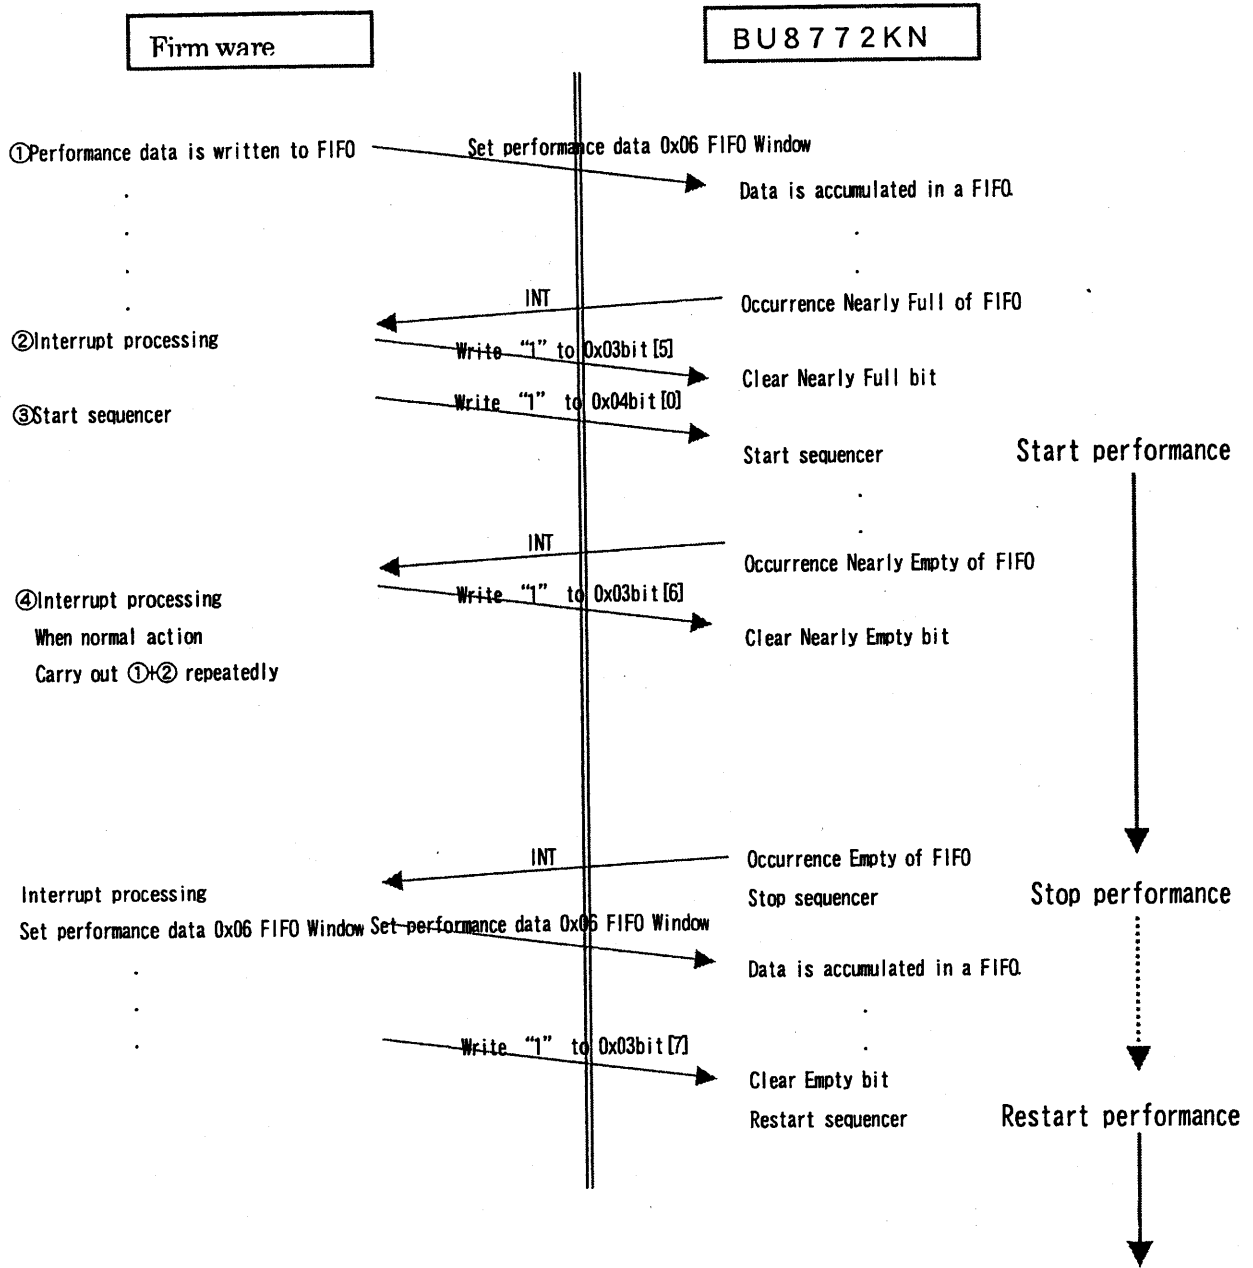 Firm ware
BU8772KN
①Performance data is written to FIFO
Set performance data 0x06 FIFO Window
Data is accumulated in a FIFO.
INT
Occurrence Nearly Full of FIFO
②Interrupt processing
Write "1" to 0x03bit[5]
Clear Nearly Full bit
Write "1" to 0x04bit[0]
③Start sequencer
Start sequencer
Start performance
INT
Occurrence Nearly Empty of FIFO
④Interrupt processing
Write "1" to 0x03bit[6]
When normal action
Clear Nearly Empty bit
Carry out ①+② repeatedly
INT
Occurrence Empty of FIFO
Interrupt processing
Stop sequencer
Stop performance
Set performance data 0x06 FIFO Window
Set performance data 0x06 FIFO Window
Data is accumulated in a FIFO.
Write "1" to 0x03bit[7]
Clear Empty bit
Restart sequencer
Restart performance